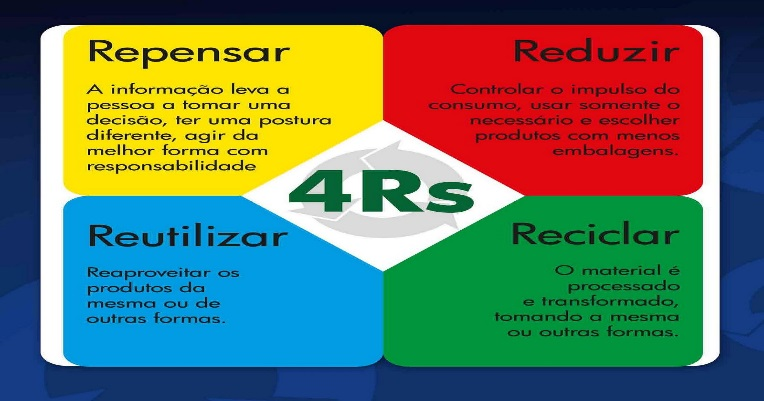 Repensar
A informação leva a
pessoa a tomar uma
decisão, ter uma postura
diferente, agir da
melhor forma com
responsabilidade
Reduzir
Controlar o impulso do
consumo, usar somente o
necessário e escolher
produtos com menos
embalagens.
4Rs
Reutilizar
Reaproveitar os
produtos da
mesma ou de
outras formas.
Reciclar
O material é
processado
e transformado,
tomando a mesma
ou outras formas.